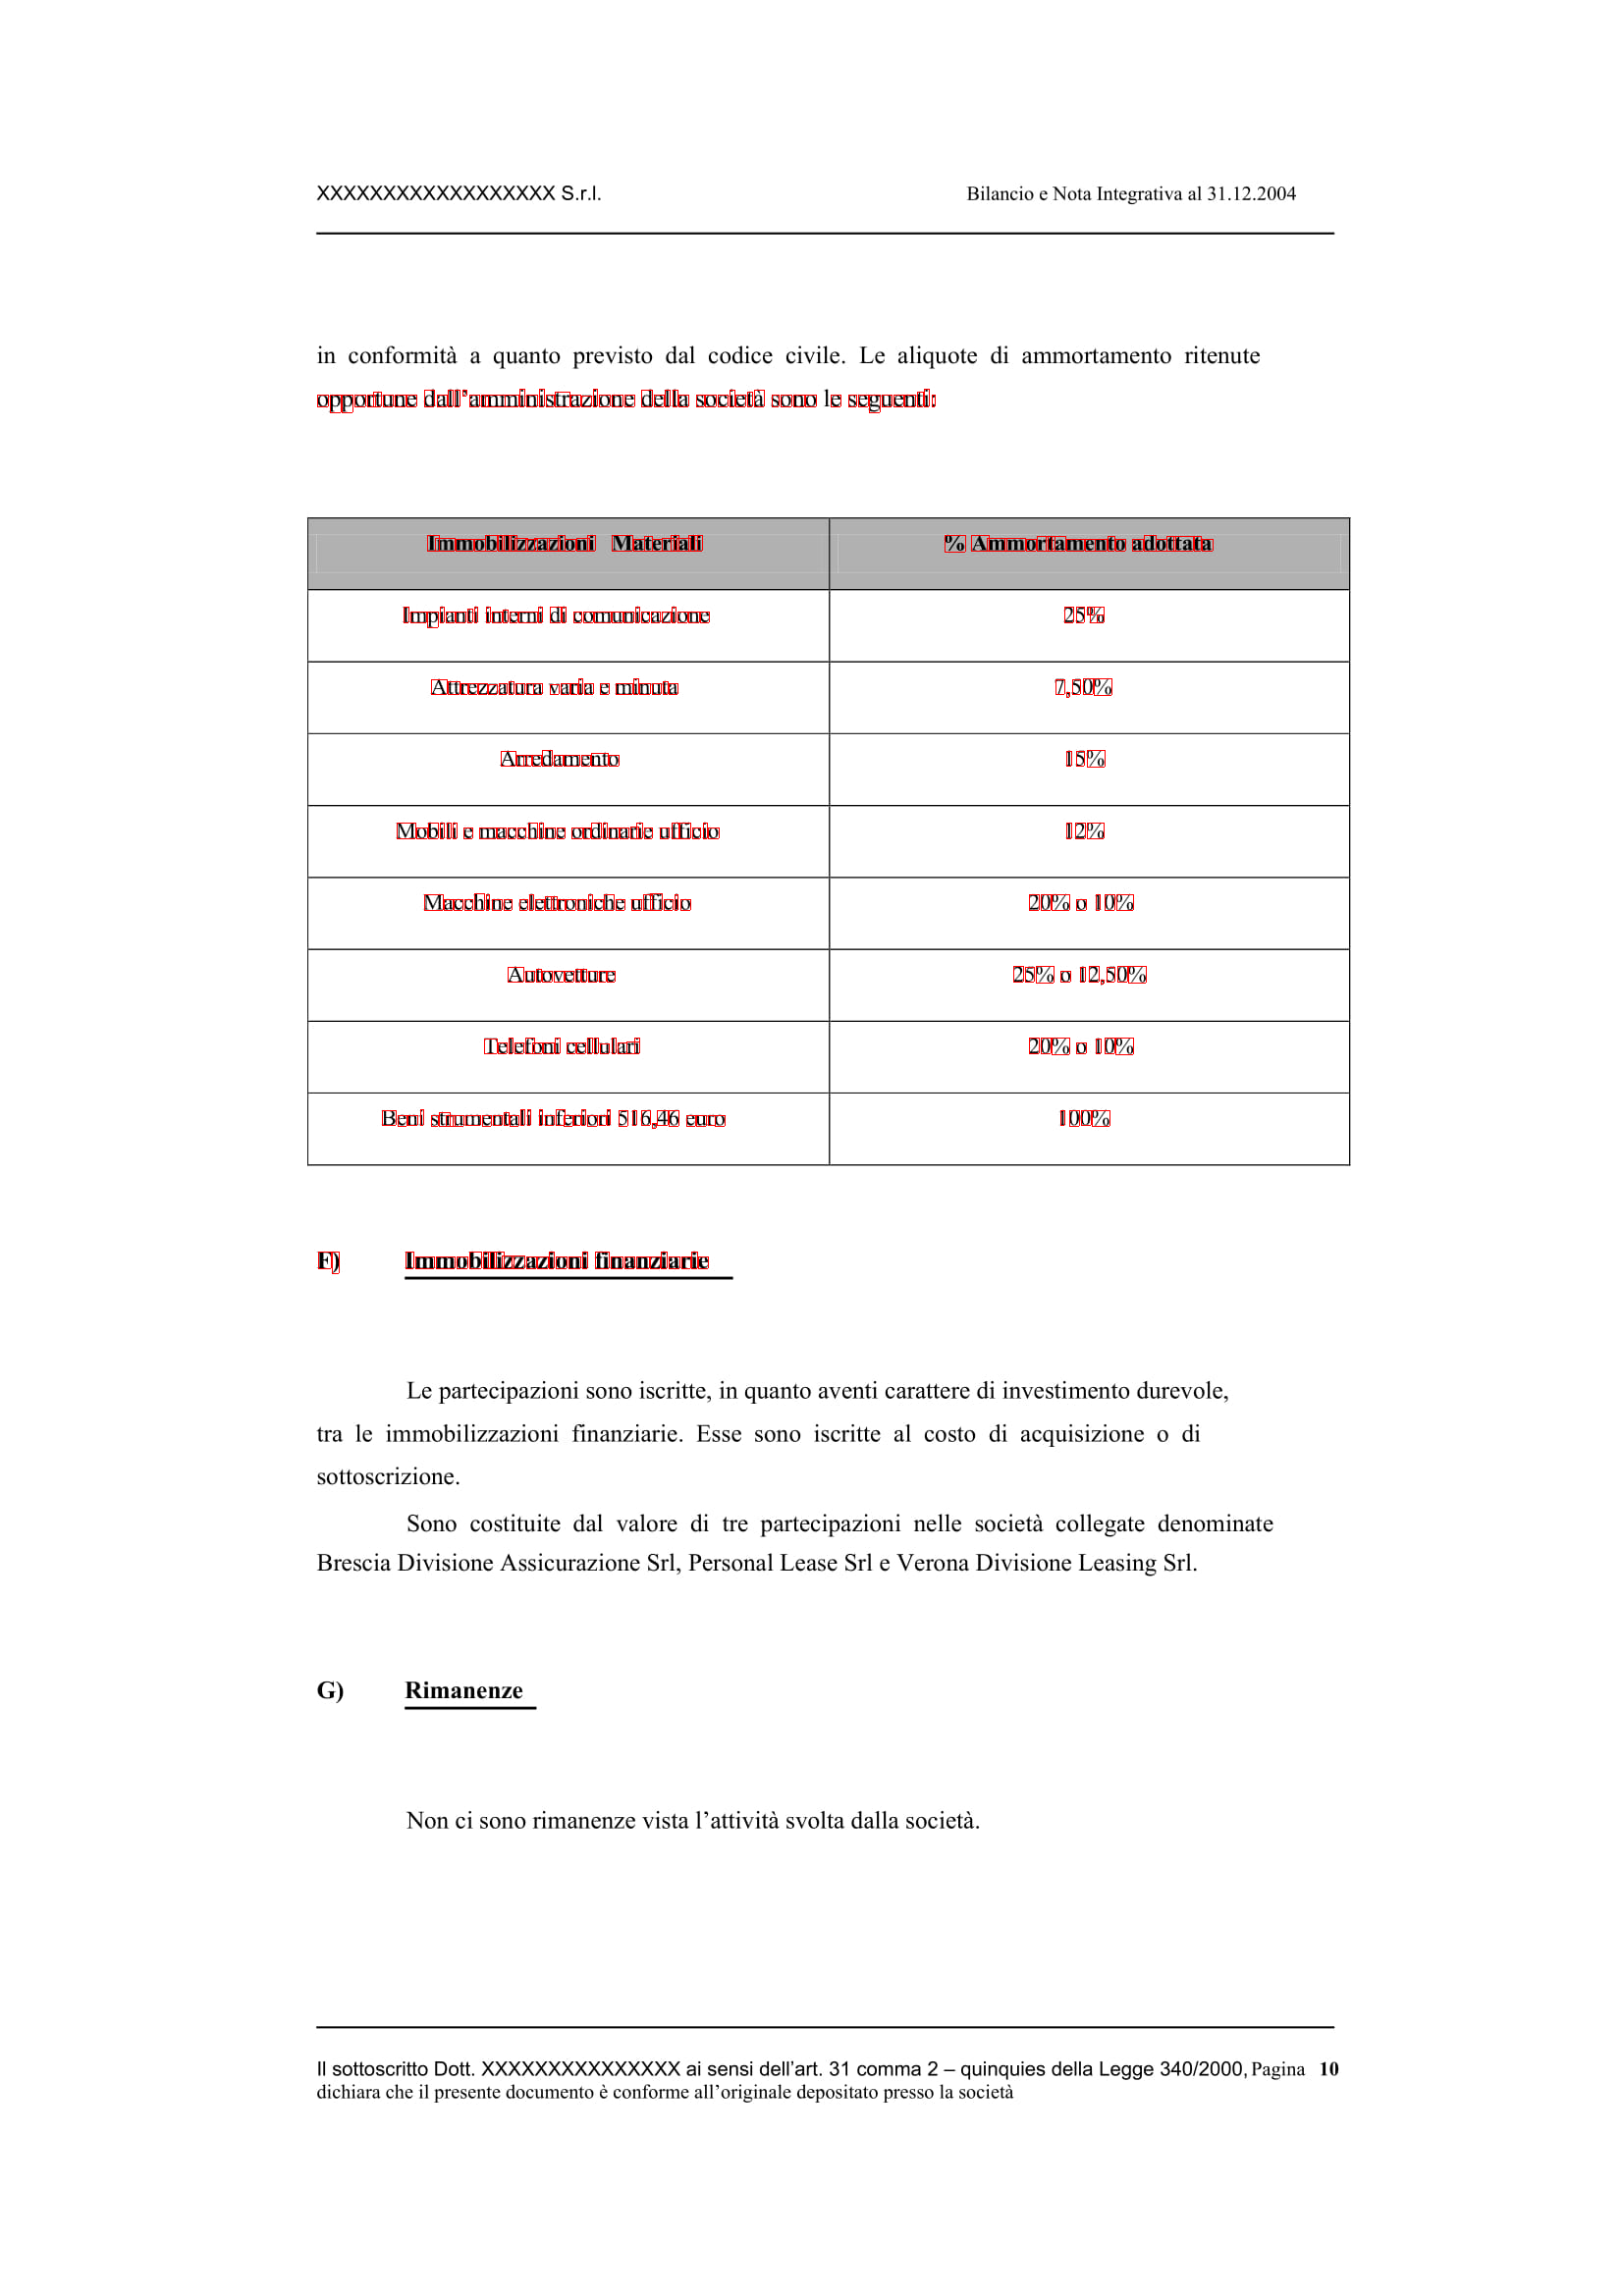 XXXXXXXXXXXXXXXXXX S.r.l. Bilancio e Nota Integrativa al 31.12.2004
in conformità a quanto previsto dal codice civile. Le aliquote di ammortamento ritenute
opportune dall'amministrazione della società sono le seguenti:
Immobilizzazioni Materiali % Ammortamento adottata
Impianti interni di comunicazione 25%
Attrezzatura varia e minuta 7,50%
Arredamento 15%
Mobili e macchine ordinarie ufficio 12%
Macchine elettroniche ufficio 20% o 10%
Autovetture 25% o 12,50%
Telefoni cellulari 20% o 10%
Beni strumentali inferiori 516,46 euro 100%
F) Immobilizzazioni finanziarie
Le partecipazioni sono iscritte, in quanto aventi carattere di investimento durevole,
tra le immobilizzazioni finanziarie. Esse sono iscritte al costo di acquisizione o di
sottoscrizione.
Sono costituite dal valore di tre partecipazioni nelle società collegate denominate
Brescia Divisione Assicurazione Srl, Personal Lease Srl e Verona Divisione Leasing Srl.
G) Rimanenze
Non ci sono rimanenze vista l’attività svolta dalla società.
Il sottoscritto Dott. XXXXXXXXXXXXXXX ai sensi dell’art. 31 comma 2 – quinquies della Legge 340/2000, Pagina 10
dichiara che il presente documento è conforme all’originale depositato presso la società